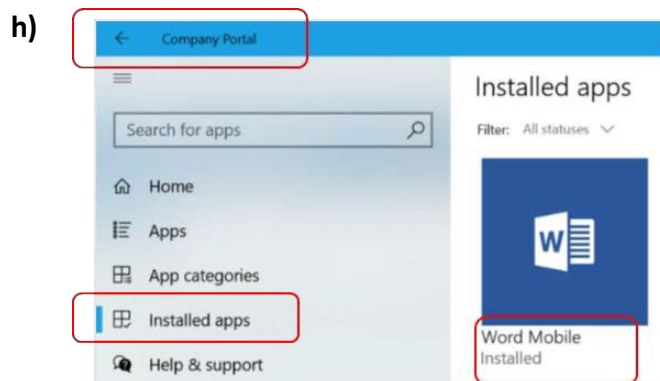 h)
Company Portal
Search for apps
Home
Apps
App categories
Installed apps
Help & support
Installed apps
Filter: All statuses
W
Word Mobile
Installed